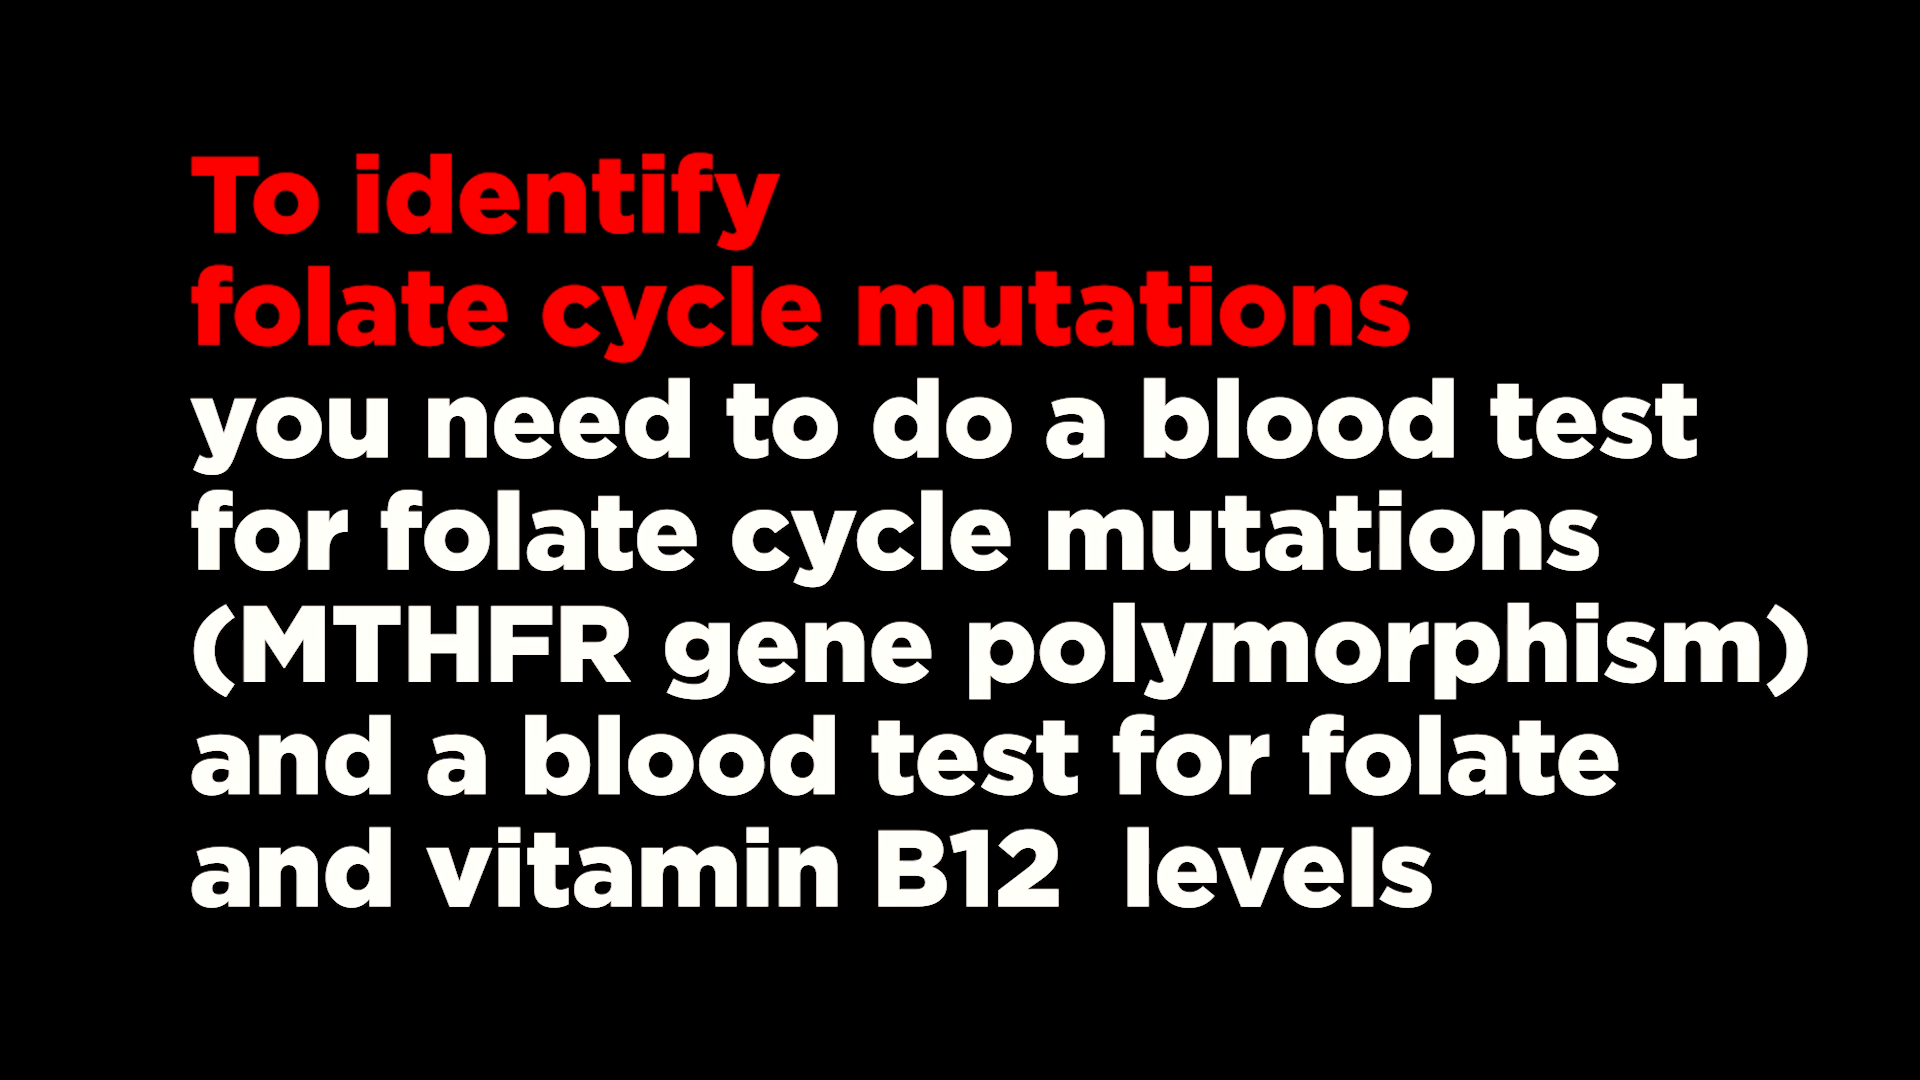 To identify
folate cycle mutations
you need to do a blood test
for folate cycle mutations
(MTHFR gene polymorphism)
and a blood test for folate
and vitamin B12  levels